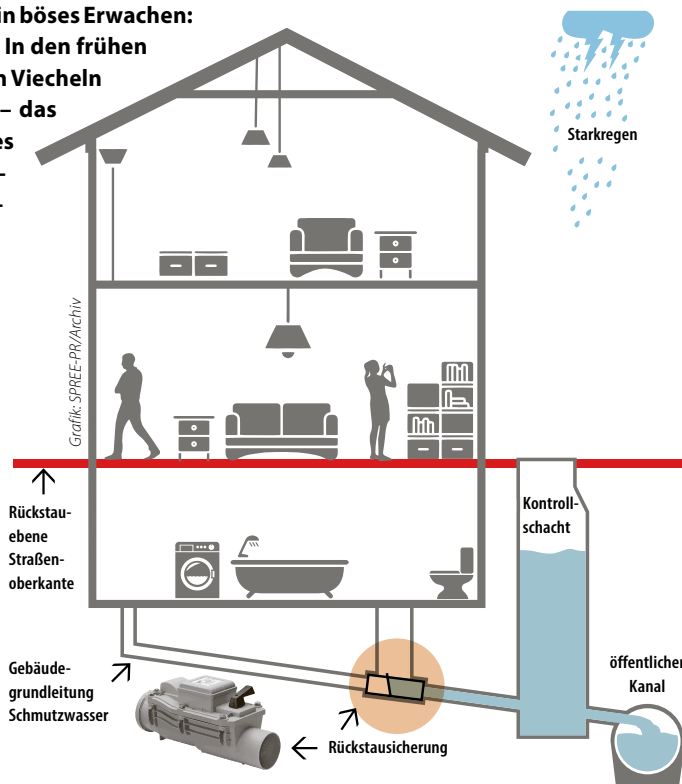 in böses Erwachen:
In den frühen
Viecheln
– das
Starkregen
Grafik: SPREE-PR/Archiv
Rückstau-
ebene
Straßen-
oberkante
Kontroll-
schacht
Gebäude-
grundleitung
Schmutzwasser
Rückstausicherung
öffentlicher
Kanal